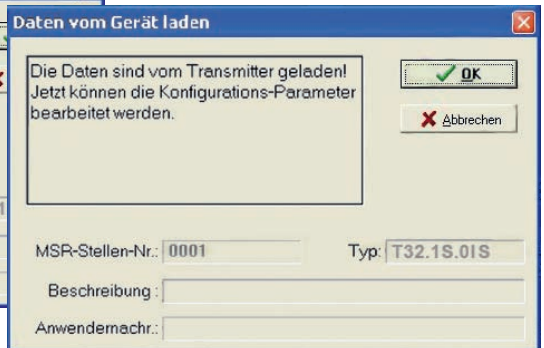 Daten vom Gerät laden
Die Daten sind vom Transmitter geladen!
Jetzt können die Konfigurations-Parameter
bearbeitet werden.
OK
Abbrechen
MSR-Stellen-Nr.: 0001 Typ: T32.1S.0IS
Beschreibung :
Anwendernachr.: